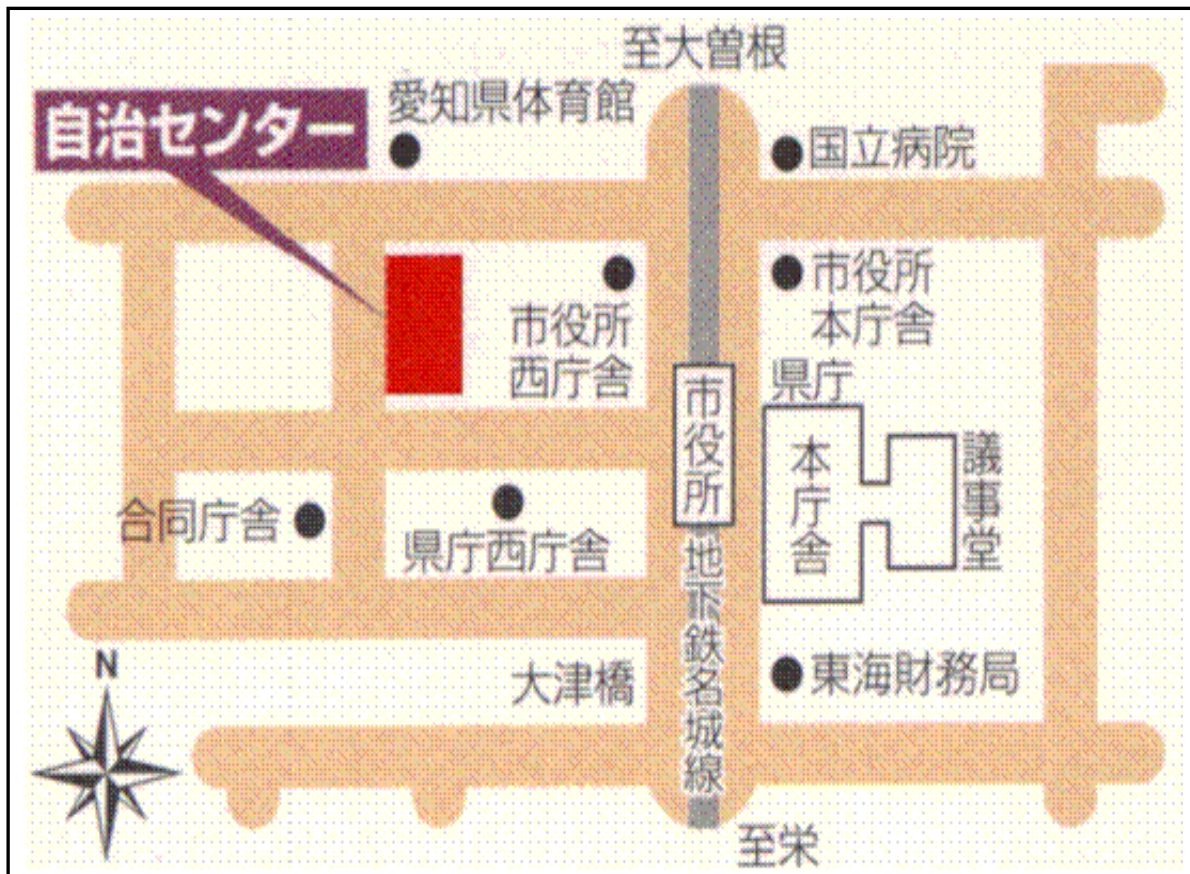 至大曽根
愛知県体育館
自治センター
国立病院
市役所
西庁舎
市役所
本庁舎
県庁
市役所
本庁舎
議事堂
合同庁舎
県庁西庁舎
地下鉄名城線
N
大津橋
東海財務局
至栄